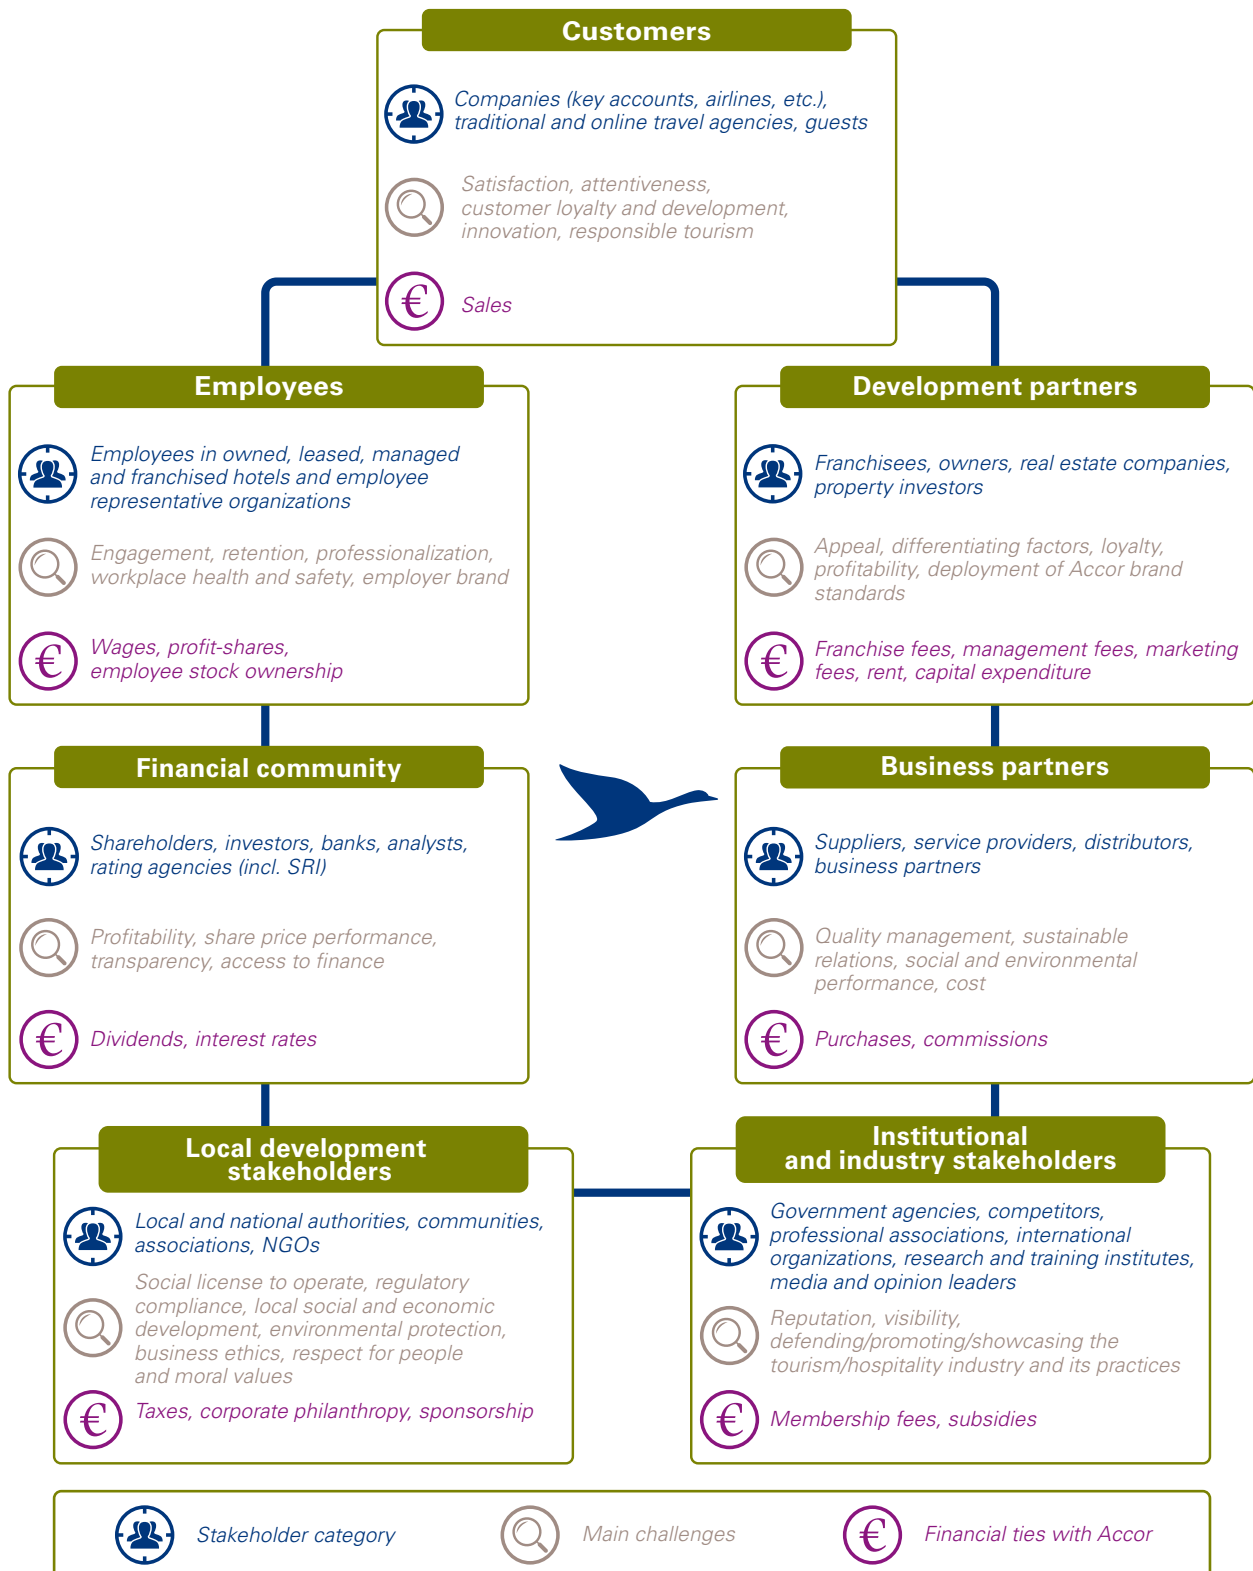 Customers
Companies (key accounts, airlines, etc.),
traditional and online travel agencies, guests
Satisfaction, attentiveness,
customer loyalty and development,
innovation, responsible tourism
€
Sales
Employees
Employees in owned, leased, managed
and franchised hotels and employee
representative organizations
Engagement, retention, professionalization,
workplace health and safety, employer brand
€
Wages, profit-shares,
employee stock ownership
Development partners
Franchisees, owners, real estate companies,
property investors
Appeal, differentiating factors, loyalty,
profitability, deployment of Accor brand
standards
€
Franchise fees, management fees, marketing
fees, rent, capital expenditure
Financial community
Shareholders, investors, banks, analysts,
rating agencies (incl. SRI)
Profitability, share price performance,
transparency, access to finance
€
Dividends, interest rates
Business partners
Suppliers, service providers, distributors,
business partners
Quality management, sustainable
relations, social and environmental
performance, cost
€
Purchases, commissions
Local development
stakeholders
Local and national authorities, communities,
associations, NGOs
Social license to operate, regulatory
compliance, local social and economic
development, environmental protection,
business ethics, respect for people
and moral values
€
Taxes, corporate philanthropy, sponsorship
Institutional
and industry stakeholders
Government agencies, competitors,
professional associations, international
organizations, research and training institutes,
media and opinion leaders
Reputation, visibility,
defending/promoting/showcasing the
tourism/hospitality industry and its practices
€
Membership fees, subsidies
Stakeholder category
Main challenges
€
Financial ties with Accor